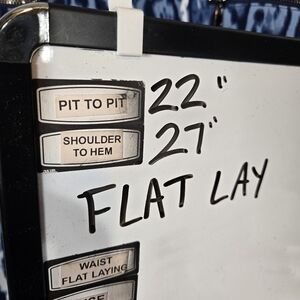 PIT TO PIT 22"
SHOULDER
TO HEM 27"
FLAT LAY
WAIST
FLAT LAYING